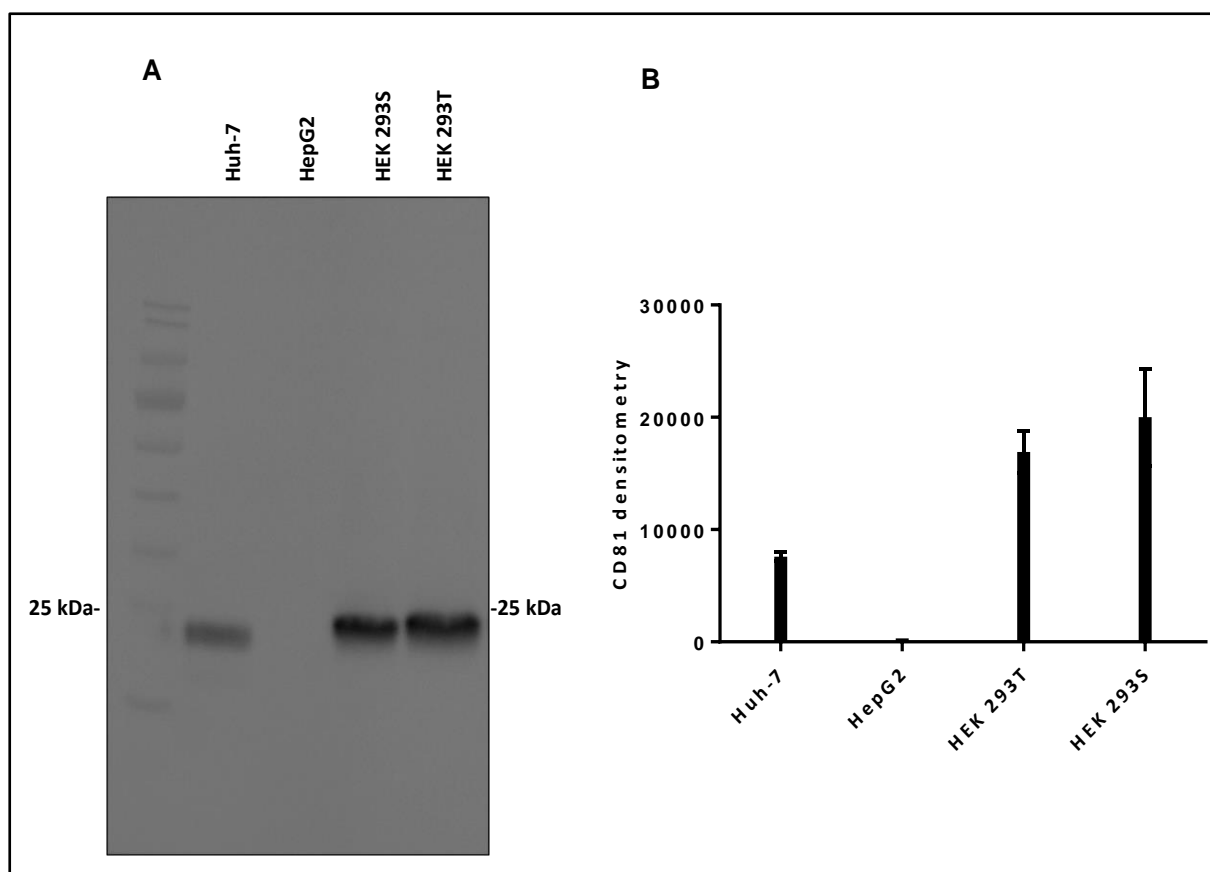 A
Huh-7
HepG2
HEK 293S
HEK 293T
25 kDa-
-25 kDa
B
CD81 densitometry
30000
20000
10000
0
Huh-7
HepG2
HEK 293T
HEK 293S